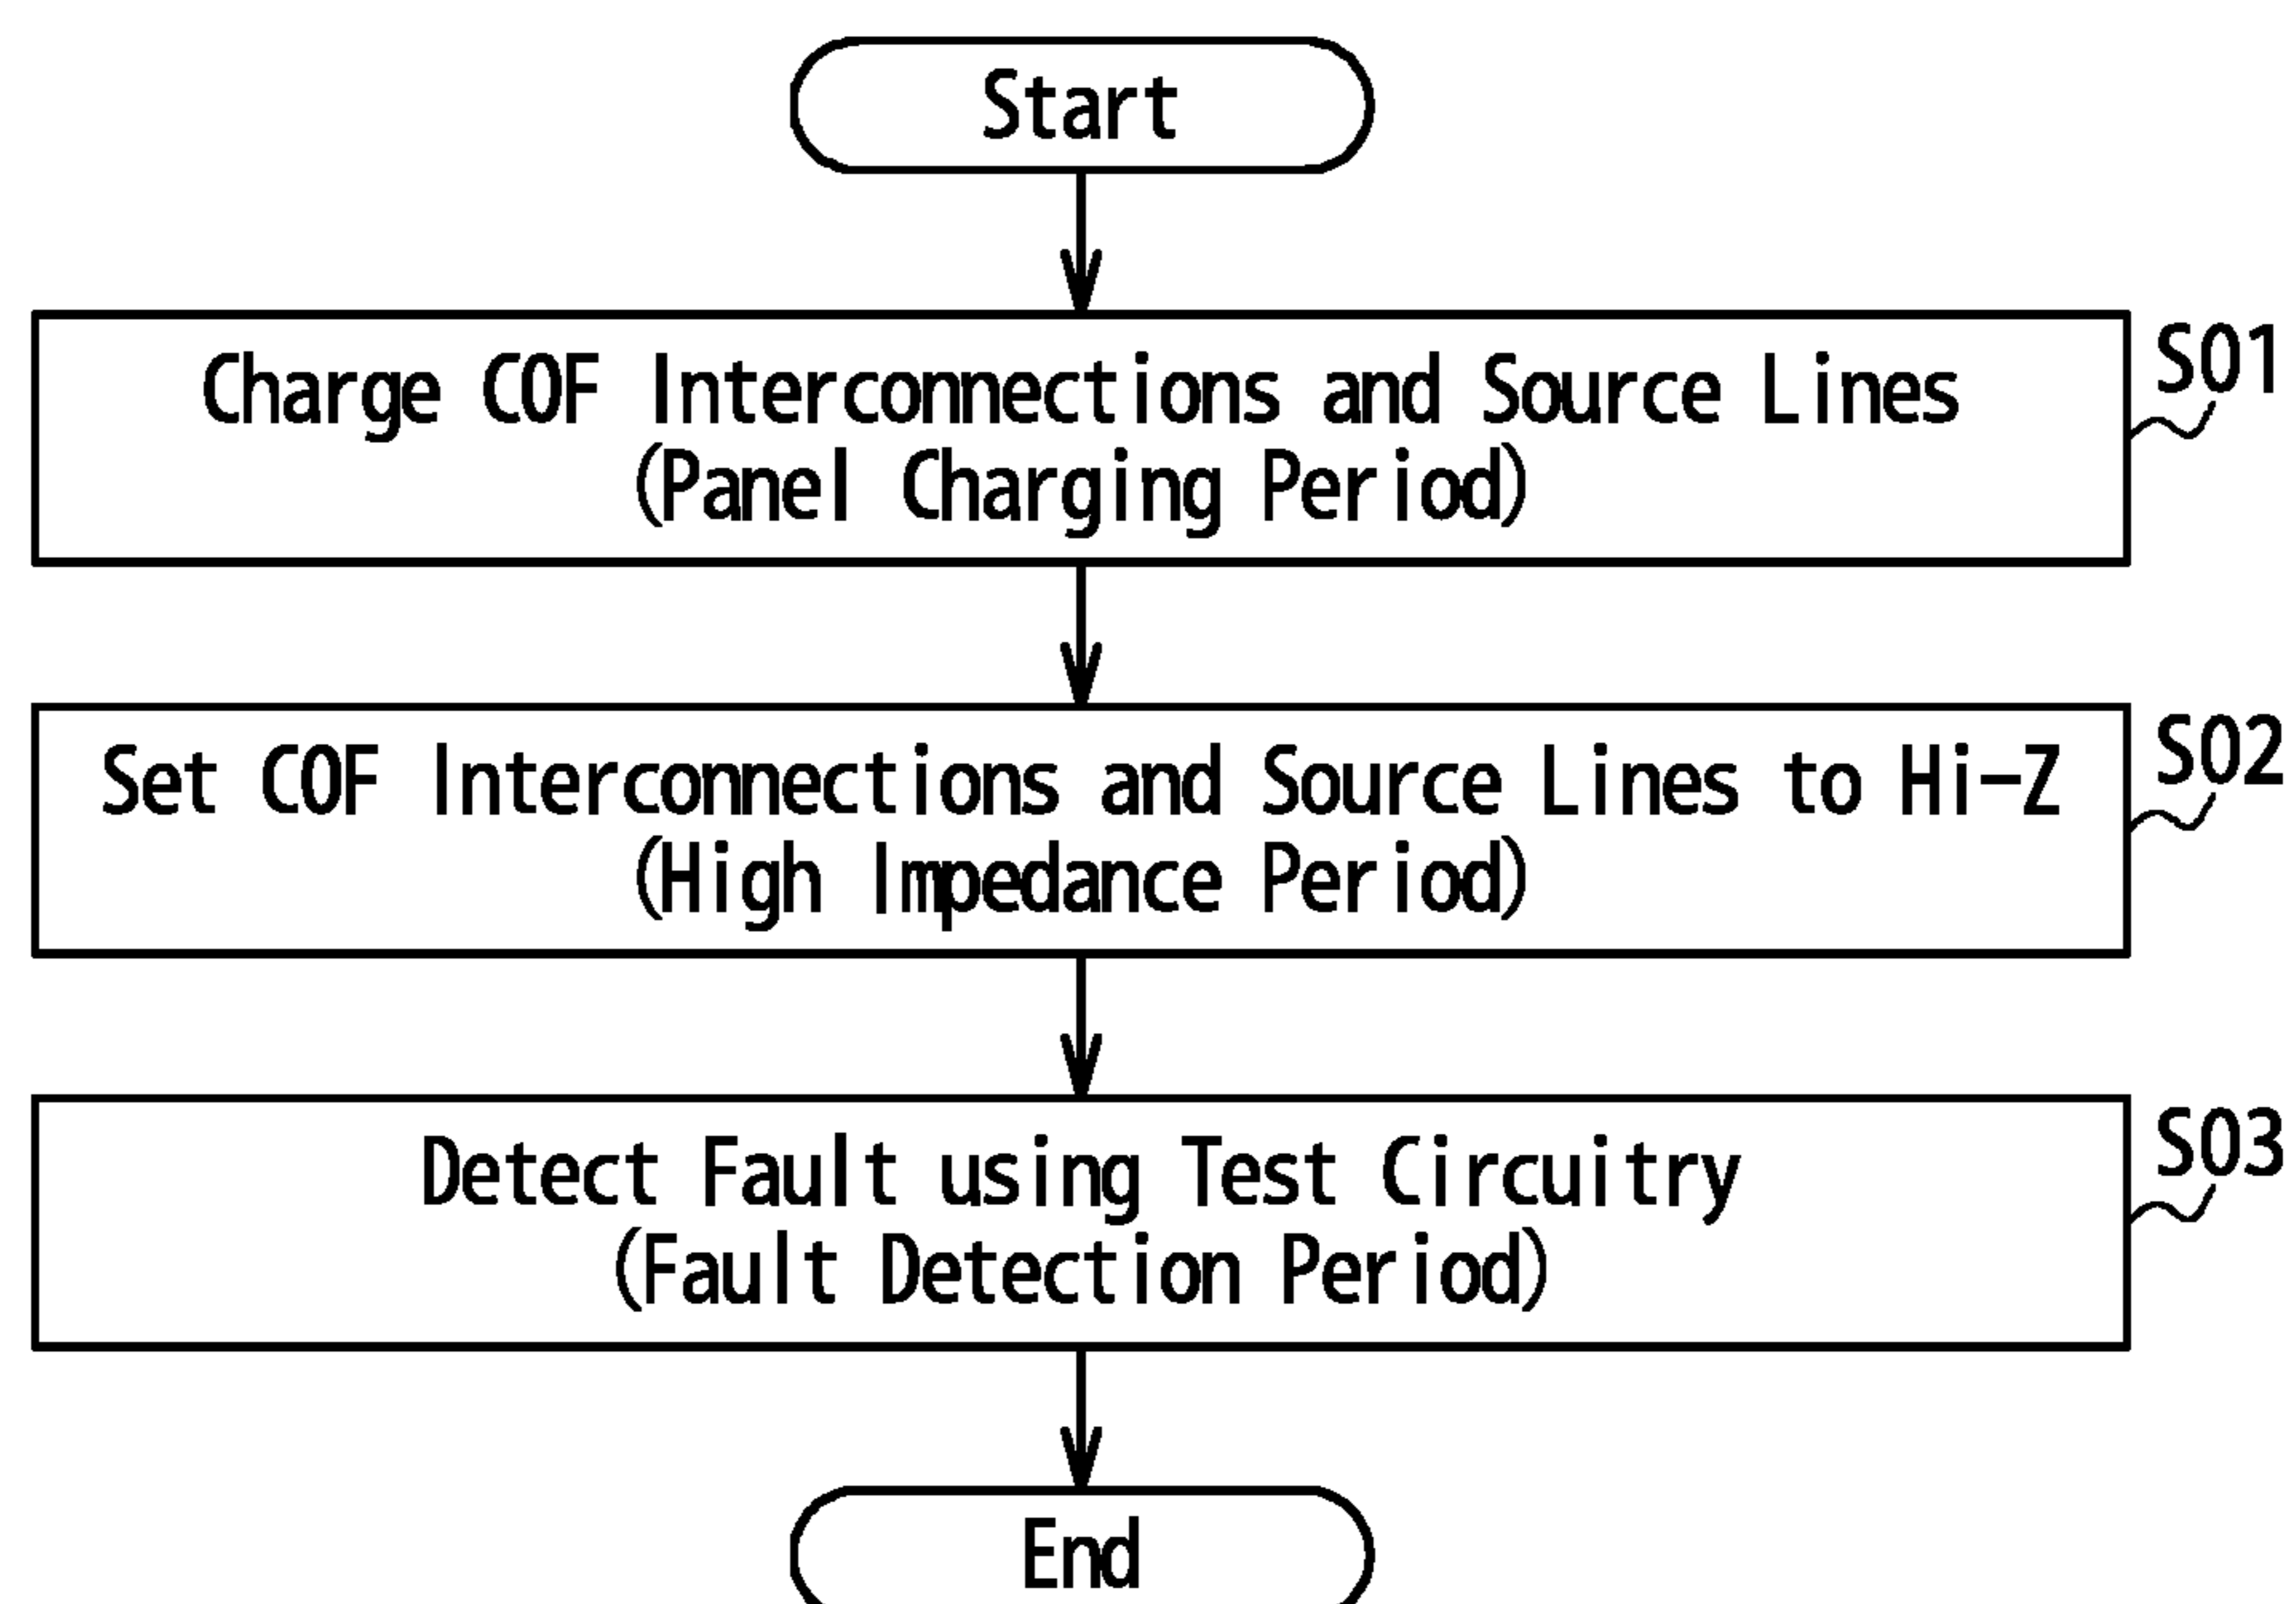 Start
Charge COF Interconnections and Source Lines
(Panel Charging Period)
S01
Set COF Interconnections and Source Lines to Hi-Z
(High Impedance Period)
S02
Detect Fault using Test Circuitry
(Fault Detection Period)
S03
End